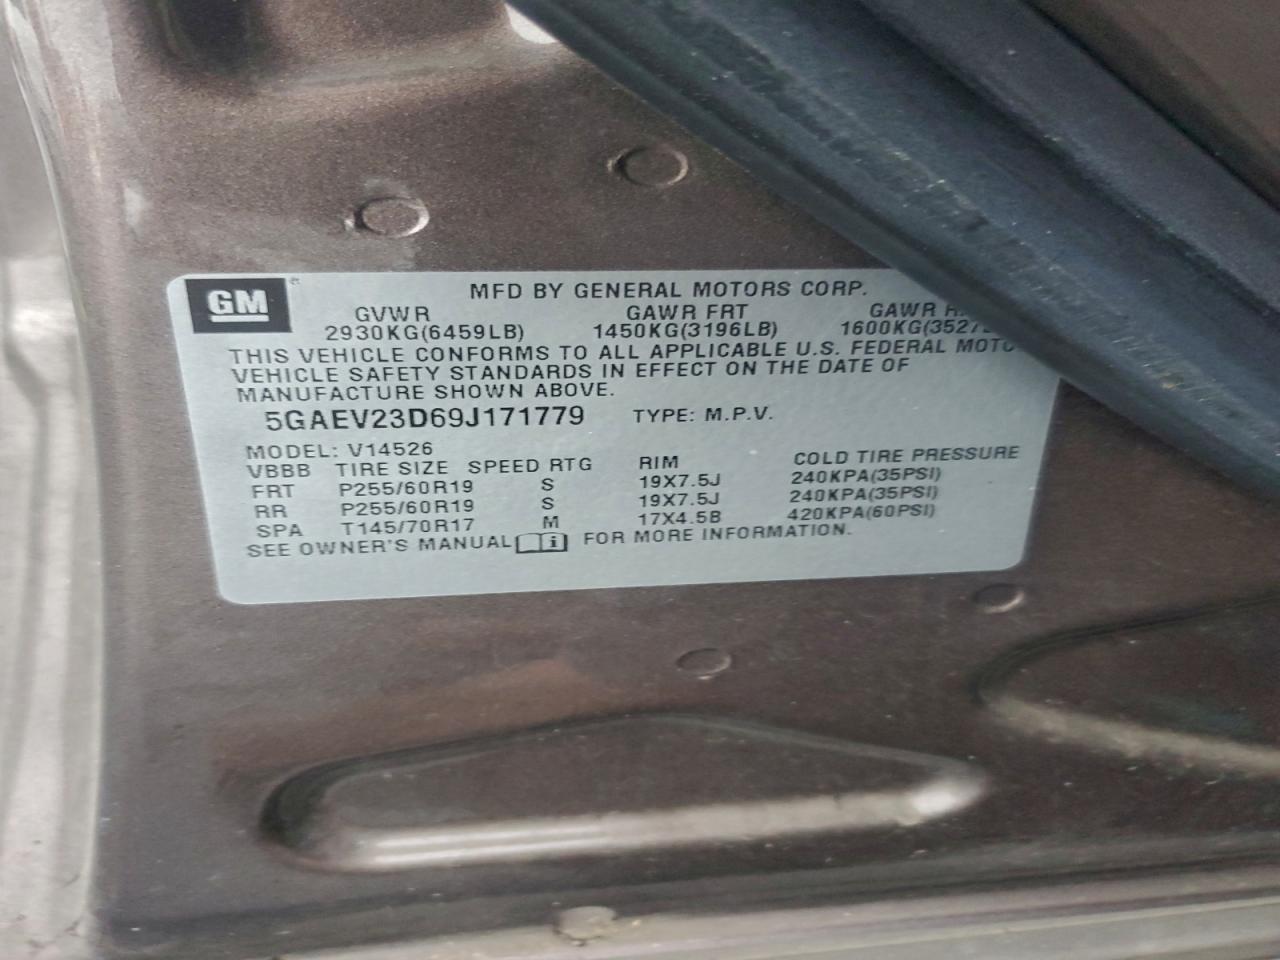 GM
MFD BY GENERAL MOTORS CORP.
GVWR GAWR FRT GAWR
2930KG(6459LB) 1450KG(3196LB) 1600KG(3527
THIS VEHICLE CONFORMS TO ALL APPLICABLE U.S. FEDERAL MOTO
VEHICLE SAFETY STANDARDS IN EFFECT ON THE DATE OF
MANUFACTURE SHOWN ABOVE.
5GAEV23D69J171779 TYPE: M.P.V.
MODEL: V14526
VBBB TIRE SIZE SPEED RTG RIM COLD TIRE PRESSURE
FRT P255/60R19 S 19X7.5J 240KPA(35PSI)
RR P255/60R19 S 19X7.5J 240KPA(35PSI)
SPA T145/70R17 M 17X4.5B 420KPA(60PSI)
SEE OWNER'S MANUAL i FOR MORE INFORMATION.